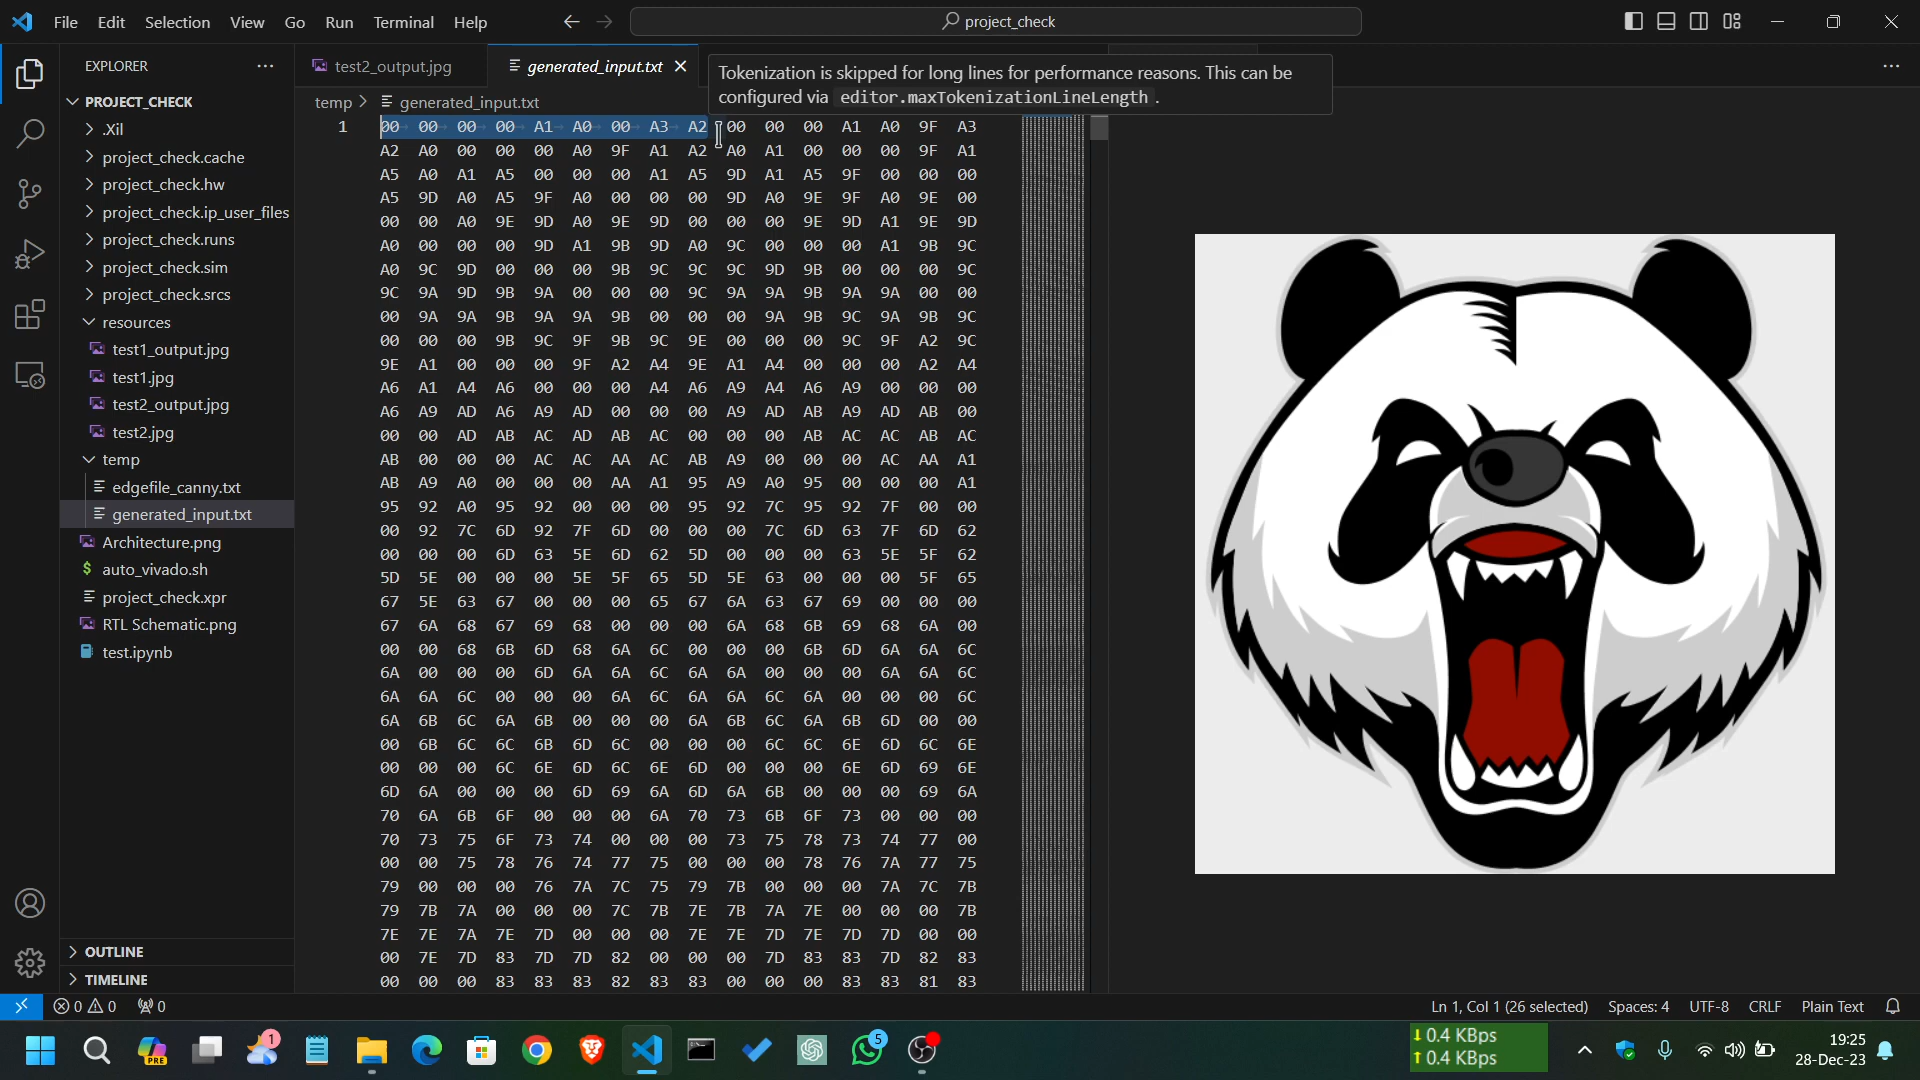 File Edit Selection View Go Run Terminal Help
project_check
EXPLORER
test2_output.jpg
generated_input.txt
Tokenization is skipped for long lines for performance reasons. This can be
configured via editor.maxTokenizationLineLength.
PROJECT_CHECK
.Xil
project_check.cache
project_check.hw
project_check.ip_user_files
project_check.runs
project_check.sim
project_check.srcs
resources
test1_output.jpg
test1.jpg
test2_output.jpg
test2.jpg
temp
edgefile_canny.txt
generated_input.txt
Architecture.png
auto_vivado.sh
project_check.xpr
RTL Schematic.png
test.ipynb
OUTLINE
TIMELINE
temp > generated_input.txt
1
00 00 00 00 A1 A0 00 A3 A2 00 00 00 A1 A0 9F A3
A2 A0 00 00 00 A0 9F A1 A2 A0 A1 00 00 00 9F A1
A5 A0 A1 A5 00 00 00 A1 A5 9D A1 A5 9F 00 00 00
A5 9D A0 A5 9F A0 00 00 00 9D A0 9E 9F A0 9E 00
00 00 A0 9E 9D A0 9E 9D 00 00 00 9E 9D A1 9E 9D
A0 00 00 00 9D A1 9B 9D A0 9C 00 00 00 A1 9B 9C
A0 9C 9D 00 00 00 9B 9C 9C 9C 9D 9B 00 00 00 9C
9C 9A 9D 9B 9A 00 00 00 9C 9A 9A 9B 9A 9A 00 00
00 9A 9A 9B 9A 9A 9B 00 00 00 9A 9B 9C 9A 9B 9C
00 00 00 9B 9C 9F 9B 9C 9E 00 00 00 9C 9F A2 9C
9E A1 00 00 00 9F A2 A4 9E A1 A4 00 00 00 A2 A4
A6 A1 A4 A6 00 00 00 A4 A6 A9 A4 A6 A9 00 00 00
A6 A9 AD A6 A9 AD 00 00 00 A9 AD AB A9 AD AB 00
00 00 AD AB AC AD AB AC 00 00 00 AB AC AC AB AC
AB 00 00 00 AC AC AA AC AB A9 00 00 00 AC AA A1
AB A9 A0 00 00 00 AA A1 95 A9 A0 95 00 00 00 A1
95 92 A0 95 92 00 00 00 95 92 7C 95 92 7F 00 00
00 92 7C 6D 92 7F 6D 00 00 00 7C 6D 63 7F 6D 62
00 00 00 6D 63 5E 6D 62 5D 00 00 00 63 5E 5F 62
5D 5E 00 00 00 5E 5F 65 5D 5E 63 00 00 00 5F 65
67 5E 63 67 00 00 00 65 67 6A 63 67 69 00 00 00
67 6A 68 67 69 68 00 00 00 6A 68 6B 69 68 6A 00
00 00 68 6B 6D 68 6A 6C 00 00 00 6B 6D 6A 6A 6C
6A 00 00 00 6D 6A 6A 6C 6A 6A 00 00 00 6A 6A 6C
6A 6A 6C 00 00 00 6A 6C 6A 6A 6C 6A 00 00 00 6C
6A 6B 6C 6A 6B 00 00 00 6A 6B 6C 6A 6B 6D 00 00
00 6B 6C 6C 6B 6D 6C 00 00 00 6C 6C 6E 6D 6C 6E
00 00 00 6C 6E 6D 6C 6E 6D 00 00 00 6E 6D 69 6E
6D 6A 00 00 00 6D 69 6A 6D 6A 6B 00 00 00 69 6A
70 6A 6B 6F 00 00 00 6A 70 73 6B 6F 73 00 00 00
70 73 75 6F 73 74 00 00 00 73 75 78 73 74 77 00
00 00 75 78 76 74 77 75 00 00 00 78 76 7A 77 75
79 00 00 00 76 7A 7C 75 79 7B 00 00 00 7A 7C 7B
79 7B 7A 00 00 00 7C 7B 7E 7B 7A 7E 00 00 00 7B
7E 7E 7A 7E 7D 00 00 00 7E 7E 7D 7E 7D 7D 00 00
00 7E 7D 83 7D 7D 82 00 00 00 7D 83 83 7D 82 83
00 00 00 83 83 83 82 83 83 00 00 00 83 83 81 83
0 0 0
Ln 1, Col 1 (26 selected) Spaces: 4 UTF-8 CRLF Plain Text
PRE
1
5
0.4 KBps
0.4 KBps
19:25
28-Dec-23